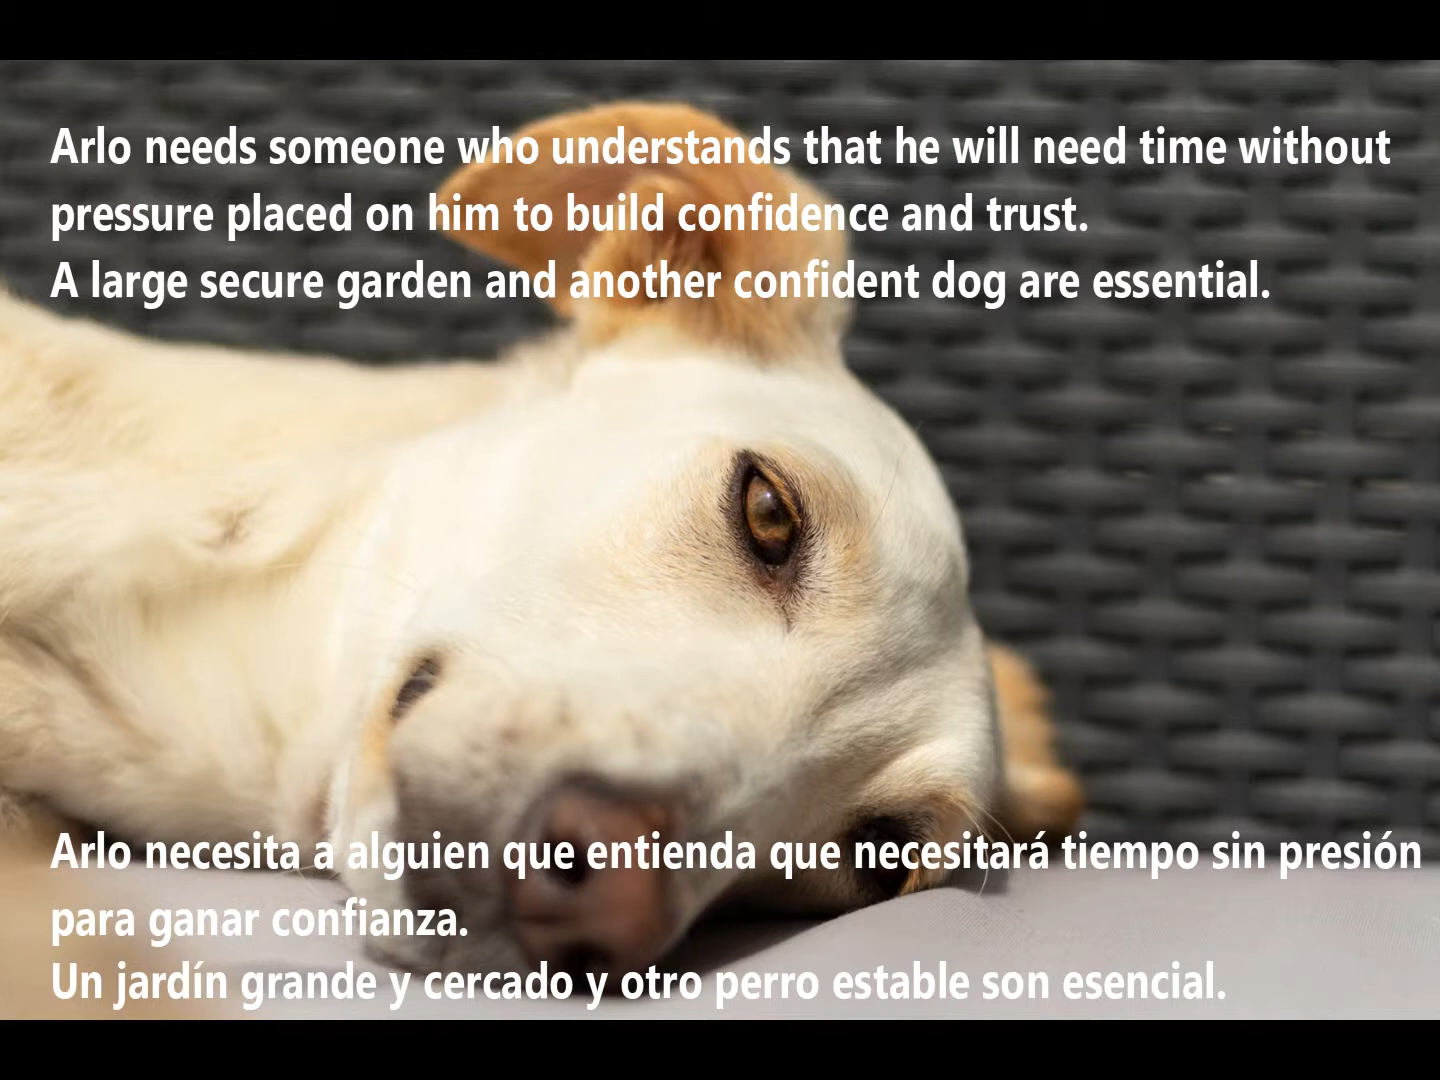 Arlo needs someone who understands that he will need time without
pressure placed on him to build confidence and trust.
A large secure garden and another confident dog are essential.
Arlo necesita a alguien que entienda que necesitará tiempo sin presión
para ganar confianza.
Un jardín grande y cercado y otro perro estable son esencial.